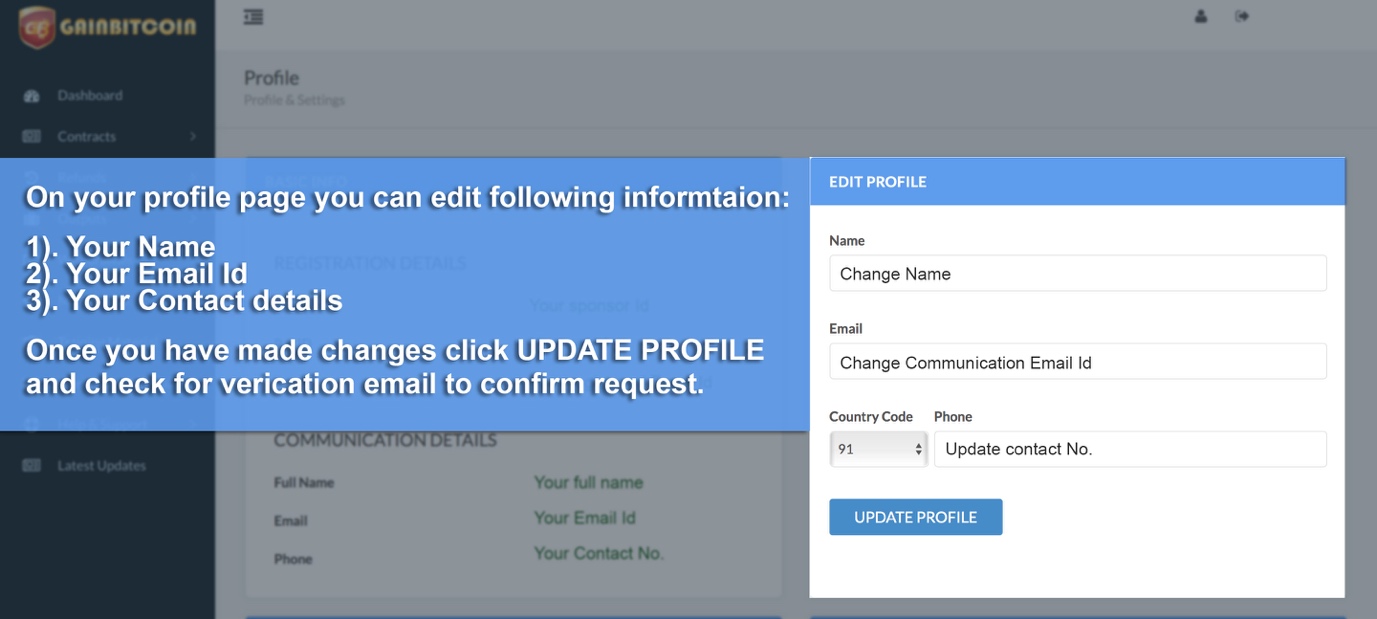 GAINBITCOIN
Profile
Profile & Settings
Dashboard
Contracts
On your profile page you can edit following informtaion:
1). Your Name
2). Your Email Id
3). Your Contact details
Once you have made changes click UPDATE PROFILE
and check for verication email to confirm request.
REGISTRATION DETAILS
Your sponsor Id
Help & Support
Latest Updates
COMMUNICATION DETAILS
Full Name Your full name
Email Your Email Id
Phone Your Contact No.
EDIT PROFILE
Name
Change Name
Email
Change Communication Email Id
Country Code Phone
91 Update contact No.
UPDATE PROFILE